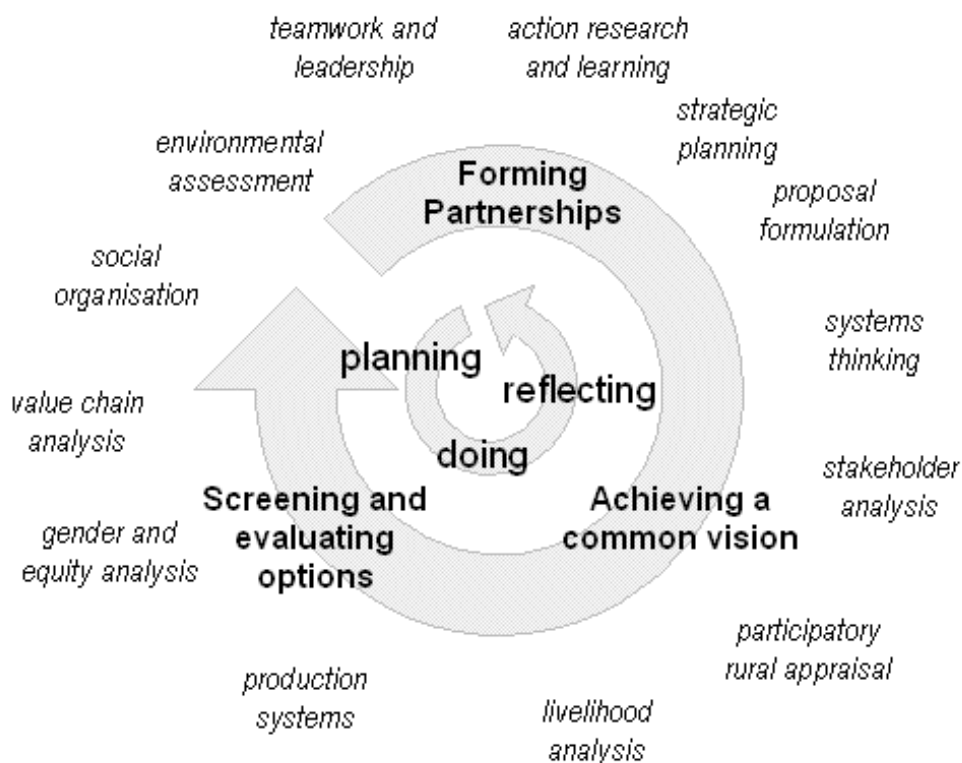 teamwork and
leadership
action research
and learning
strategic
planning
environmental
assessment
Forming
Partnerships
proposal
formulation
social
organisation
systems
thinking
planning
reflecting
doing
value chain
analysis
stakeholder
analysis
Screening and
evaluating
options
Achieving a
common vision
gender and
equity analysis
participatory
rural appraisal
production
systems
livelihood
analysis